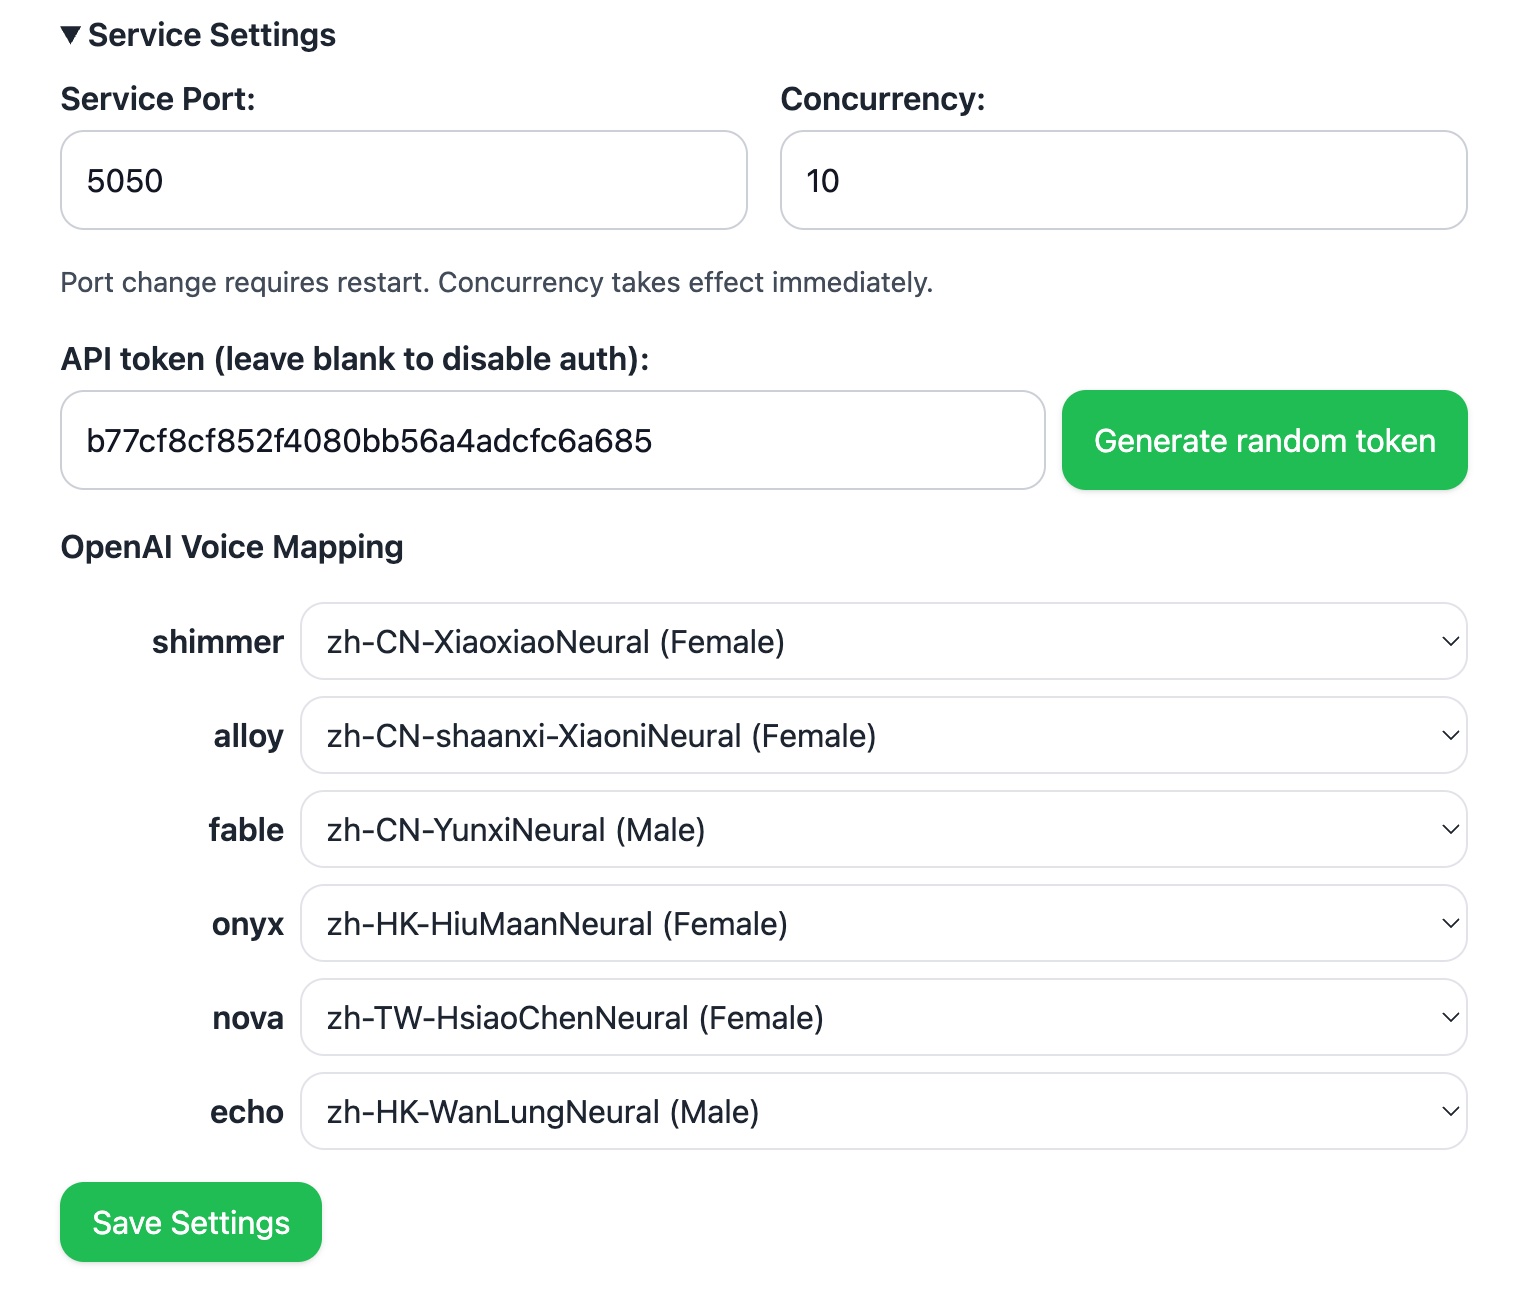 ▼ Service Settings
Service Port: Concurrency:
5050 10
Port change requires restart. Concurrency takes effect immediately.
API token (leave blank to disable auth):
b77cf8cf852f4080bb56a4adcfc6a685 Generate random token
OpenAI Voice Mapping
shimmer zh-CN-XiaoxiaoNeural (Female)
alloy zh-CN-shaanxi-XiaoniNeural (Female)
fable zh-CN-YunxiNeural (Male)
onyx zh-HK-HiuMaanNeural (Female)
nova zh-TW-HsiaoChenNeural (Female)
echo zh-HK-WanLungNeural (Male)
Save Settings